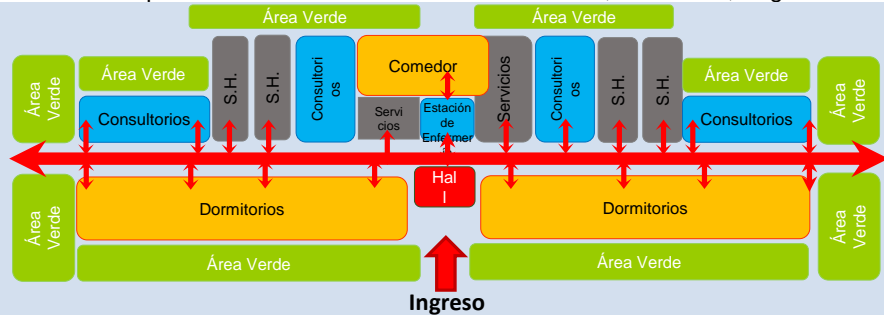 Área Verde
Área Verde
Área
Verde
Área Verde
S.H.
S.H.
Consultori
os
Comedor
Servicios
Consultori
os
S.H.
S.H.
Área Verde
Área
Verde
Consultorios
Servi
cios
Estación
de
Enfermer
Consultorios
Hal
l
Área
Verde
Dormitorios
Dormitorios
Área
Verde
Área Verde
Área Verde
Ingreso